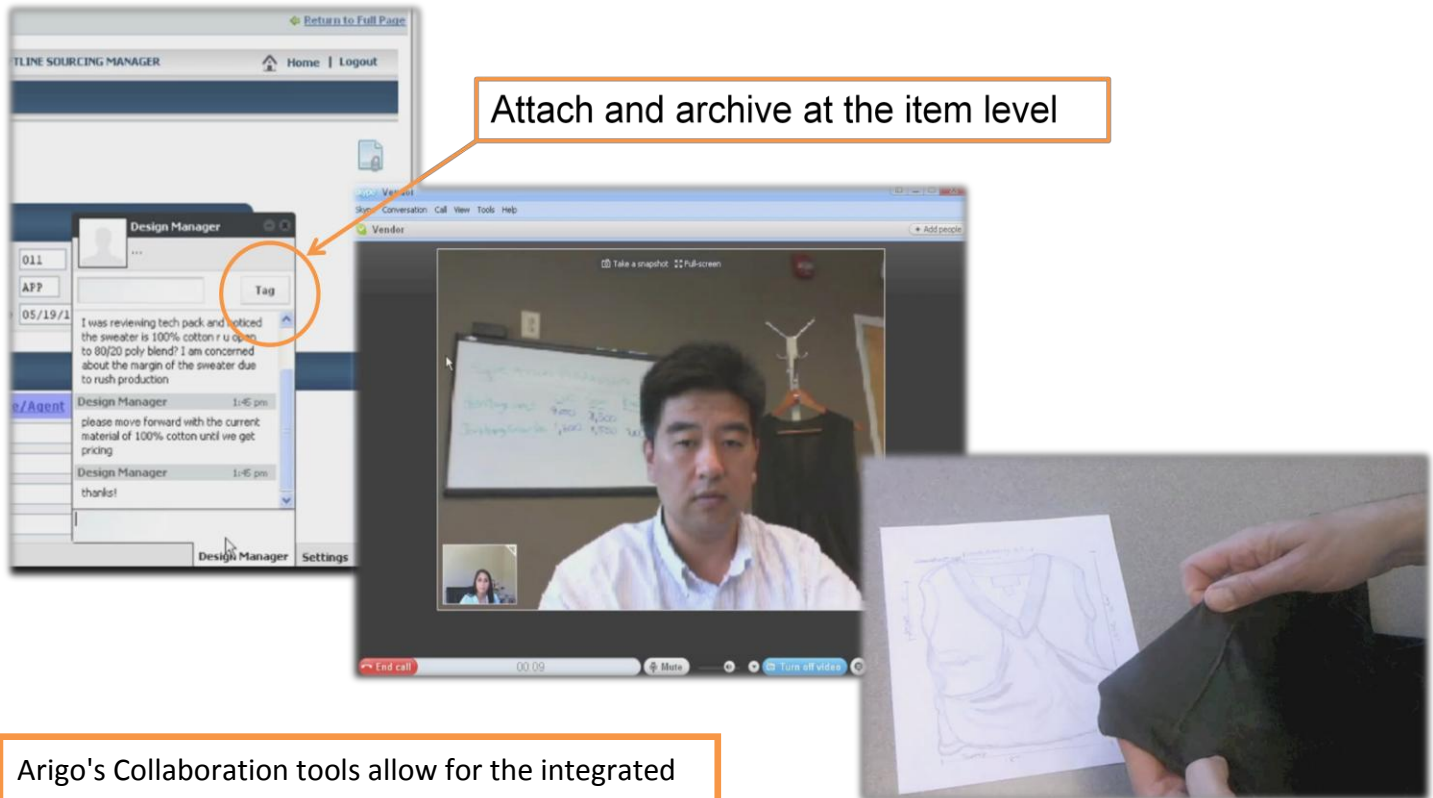 Return to Full Page
TLINE SOURCING MANAGER
Home | Logout
Attach and archive at the item level
Design Manager
...
Tag
011
APP
05/19/1
I was reviewing tech pack and noticed
the sweater is 100% cotton r u open
to 80/20 poly blend? I am concerned
about the margin of the sweater due
to rush production
Design Manager 1:45 pm
please move forward with the current
material of 100% cotton until we get
pricing
Design Manager 1:45 pm
thanks!
e/Agent
Design Manager Settings
Vendor
Conversation Call View Tools Help
Vendor
+ Add people
Take a snapshot Full-screen
End call
00:09
Mute
Turn off video
Arigo's Collaboration tools allow for the integrated